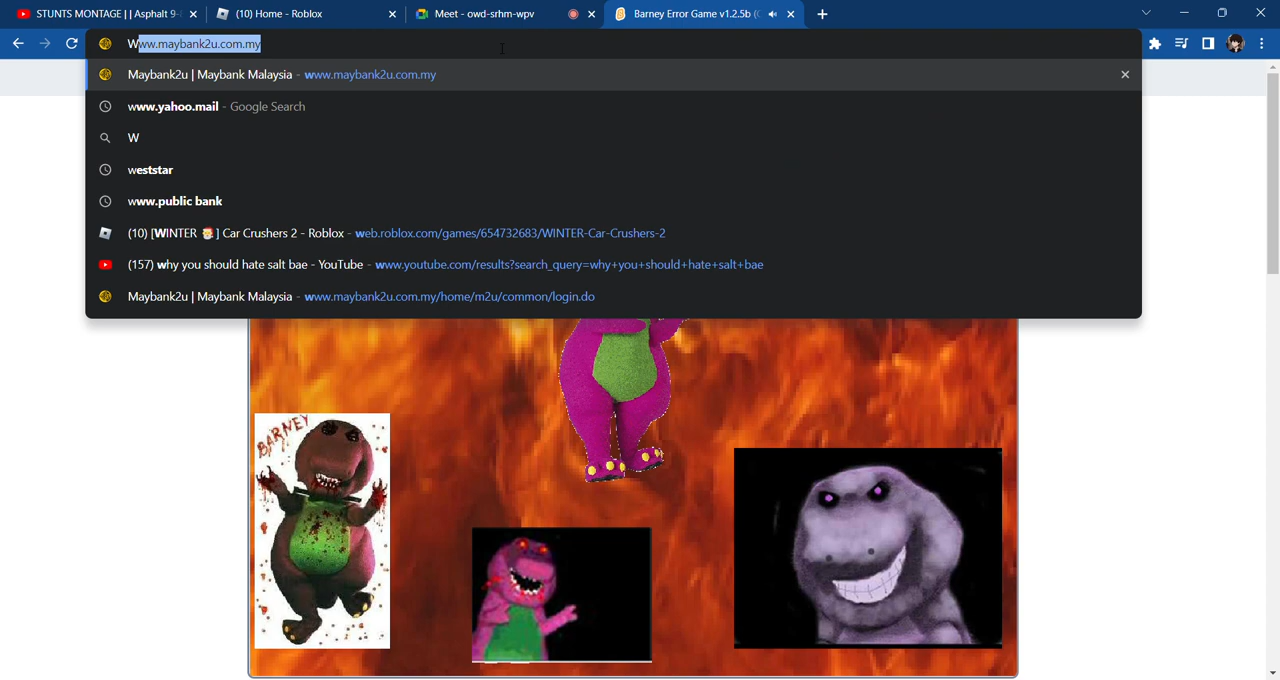 STUNTS MONTAGE | | Asphalt 9-
(10) Home - Roblox
Meet - owd-srhm-wpv
Barney Error Game v1.2.5b (
Www.maybank2u.com.my
Maybank2u | Maybank Malaysia - www.maybank2u.com.my
www.yahoo.mail - Google Search
W
weststar
www.public bank
(10) [WINTER 🎅] Car Crushers 2 - Roblox - web.roblox.com/games/654732683/WINTER-Car-Crushers-2
(157) why you should hate salt bae - YouTube - www.youtube.com/results?search_query=why+you+should+hate+salt+bae
Maybank2u | Maybank Malaysia - www.maybank2u.com.my/home/m2u/common/login.do
BARNEY